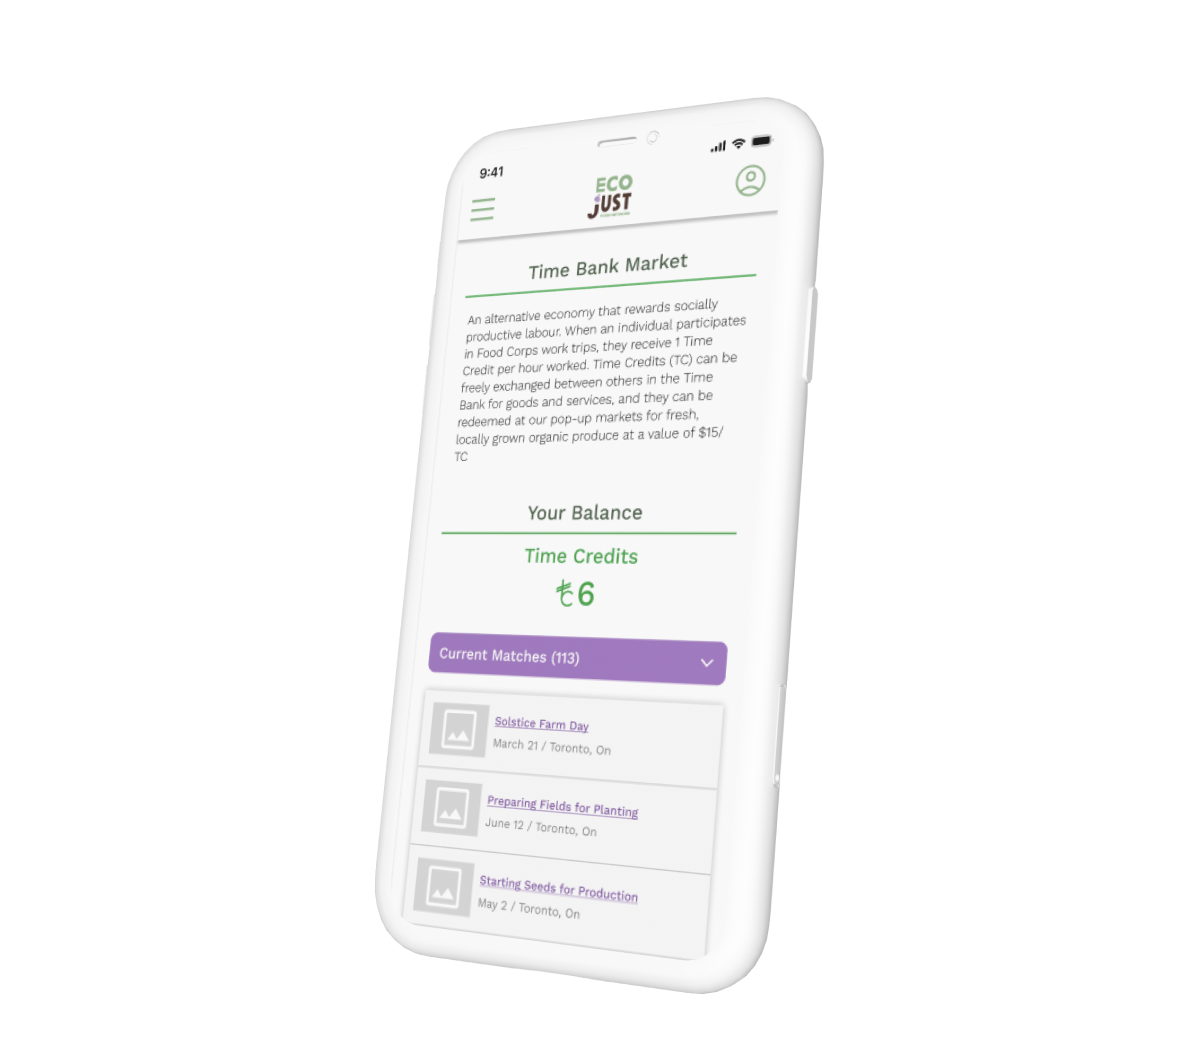 9:41
ECO
JUST
Time Bank Market
An alternative economy that rewards socially
productive labour. When an individual participates
in Food Corps work trips, they receive 1 Time
Credit per hour worked. Time Credits (TC) can be
freely exchanged between others in the Time
Bank for goods and services, and they can be
redeemed at our pop-up markets for fresh,
locally grown organic produce at a value of $15/
TC
Your Balance
Time Credits
6
Current Matches (113)
Solstice Farm Day
March 21 / Toronto, On
Preparing Fields for Planting
June 12 / Toronto, On
Starting Seeds for Production
May 2 / Toronto, On